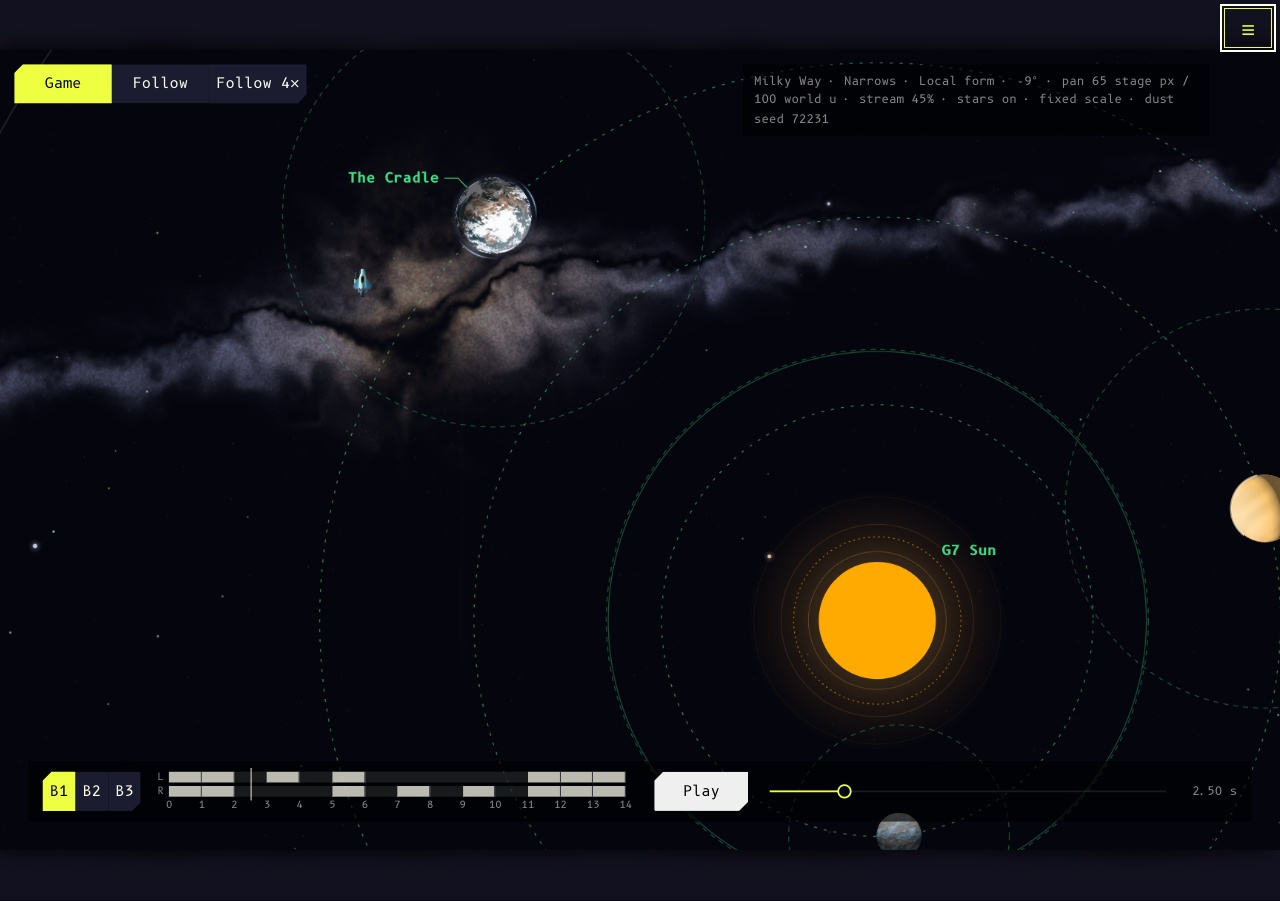 ≡
Game Follow Follow 4×
Milky Way · Narrows · Local form · -9° · pan 65 stage px /
100 world u · stream 45% · stars on · fixed scale · dust
seed 72231
The Cradle
G7 Sun
B1 B2 B3
L
R
0 1 2 3 4 5 6 7 8 9 10 11 12 13 14
Play
2.50 s